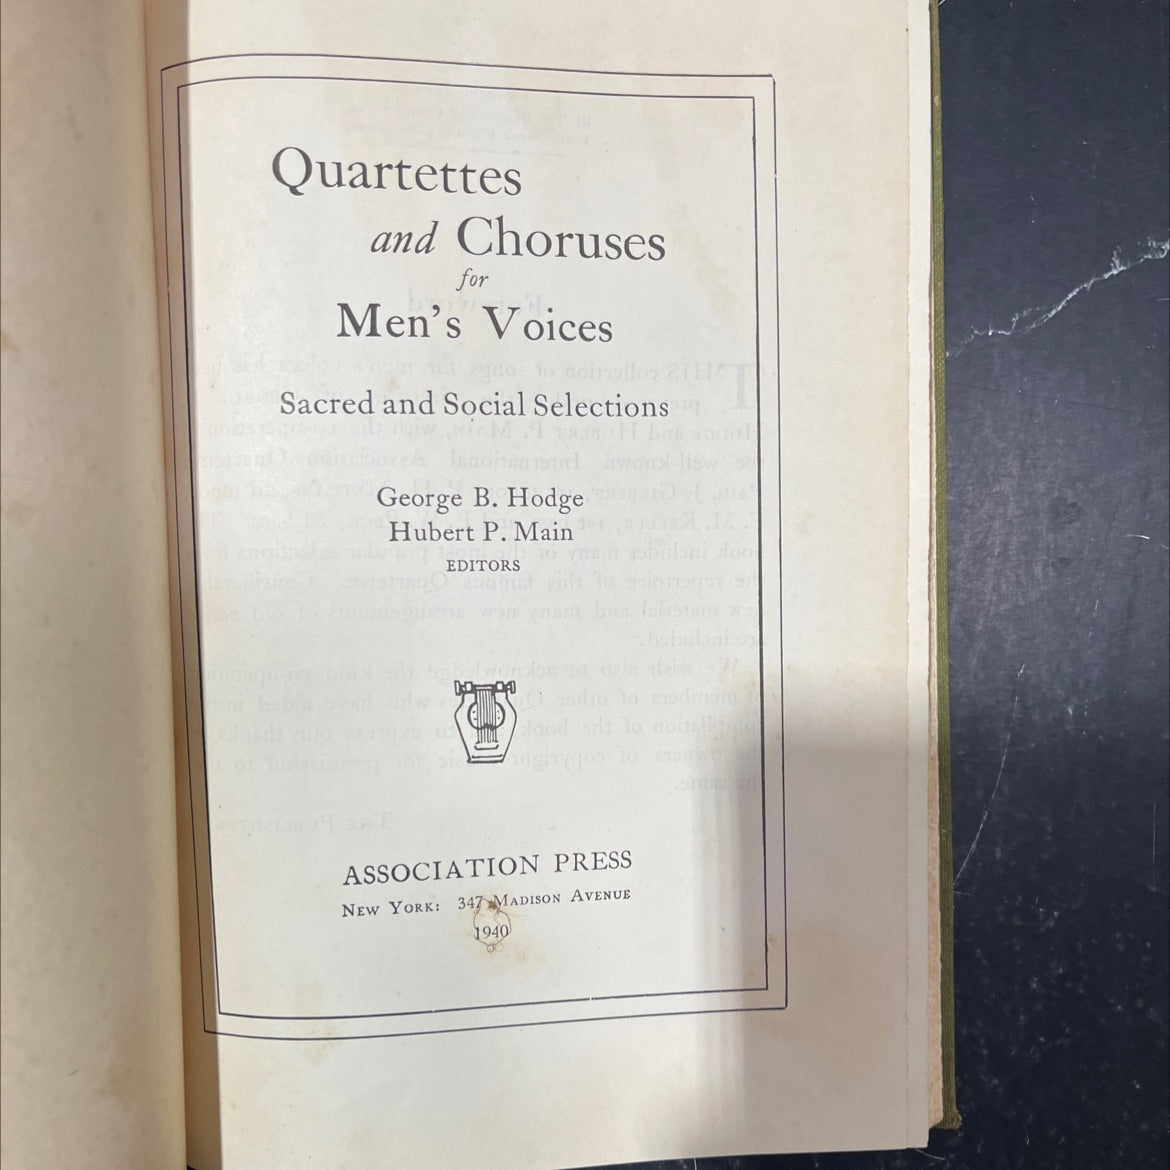 Quartettes
and Choruses
for
Men's Voices
Sacred and Social Selections
George B. Hodge
Hubert P. Main
EDITORS
ASSOCIATION PRESS
NEW YORK: 347 MADISON AVENUE
1940